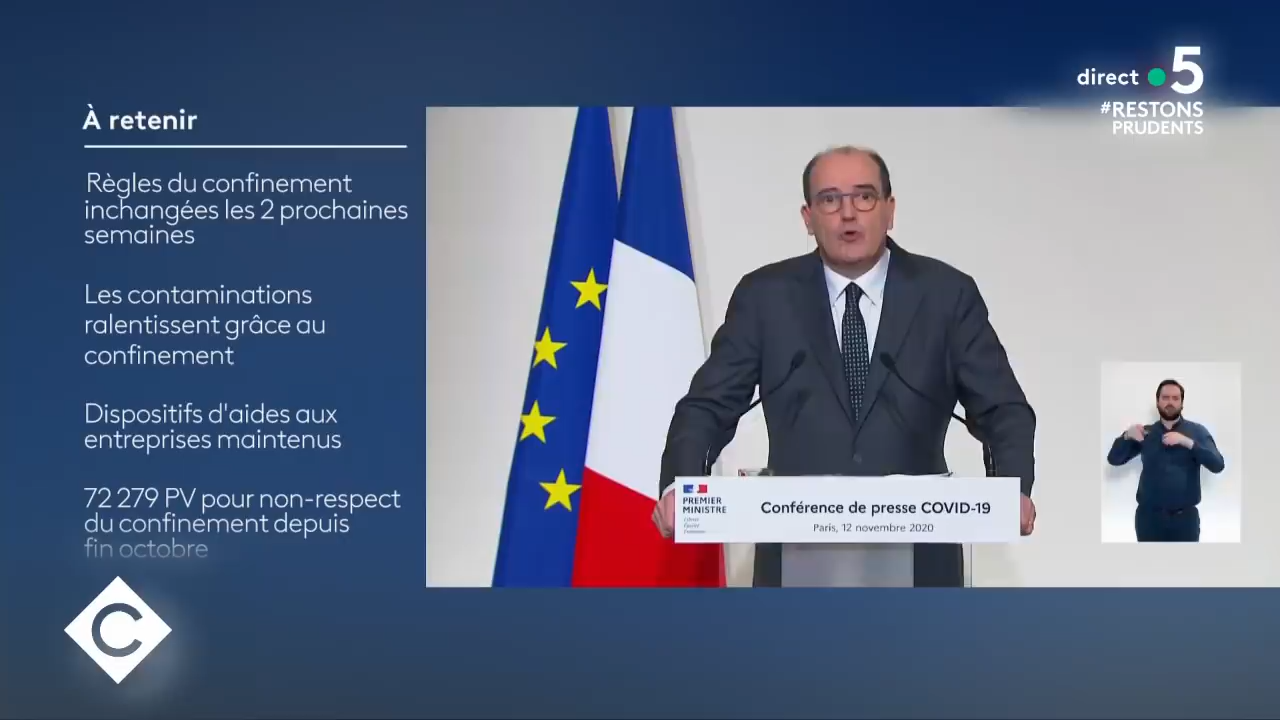 direct 5
#RESTONS
PRUDENTS
À retenir
Règles du confinement
inchangées les 2 prochaines
semaines
Les contaminations
ralentissent grâce au
confinement
Dispositifs d'aides aux
entreprises maintenus
72 279 PV pour non-respect
du confinement depuis
fin octobre
C
PREMIER
MINISTRE
Conférence de presse COVID-19
Paris, 12 novembre 2020